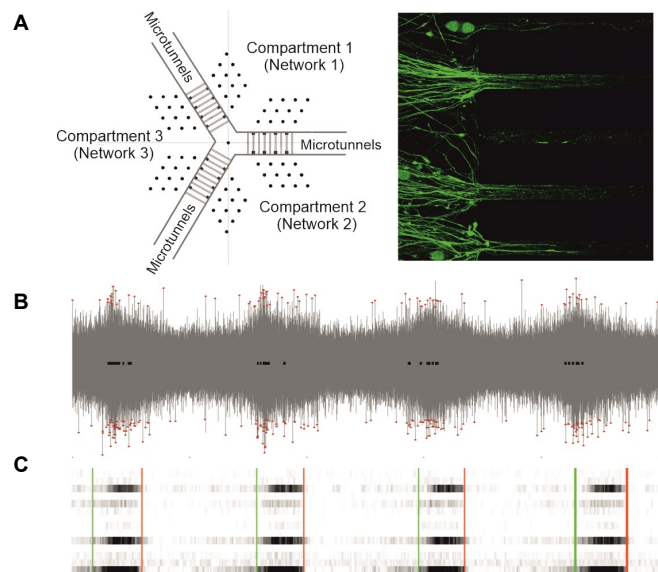 A
Microtunnels
Compartment 1
(Network 1)
Compartment 3
(Network 3)
Microtunnels
Compartment 2
(Network 2)
Microtunnels
B
C